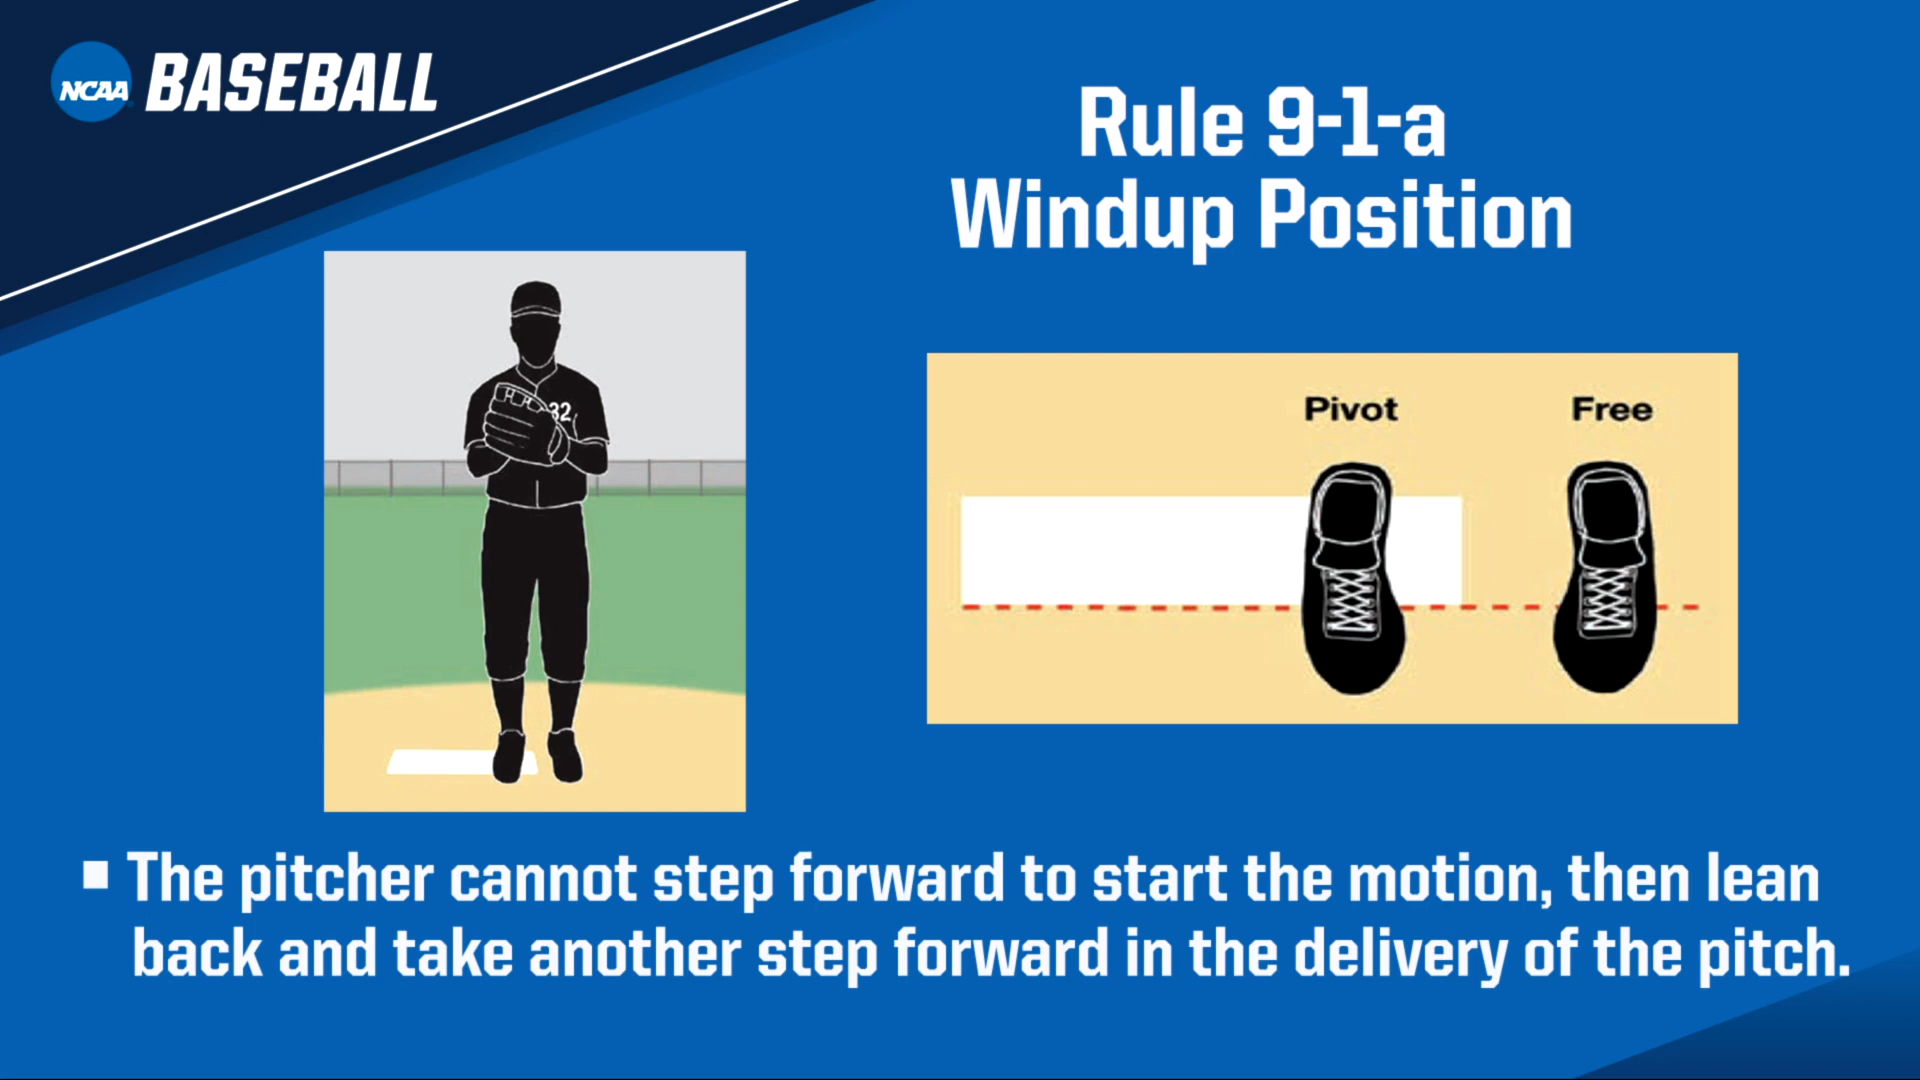 NCAA BASEBALL
Rule 9-1-a
Windup Position
32
Pivot Free
The pitcher cannot step forward to start the motion, then lean
back and take another step forward in the delivery of the pitch.